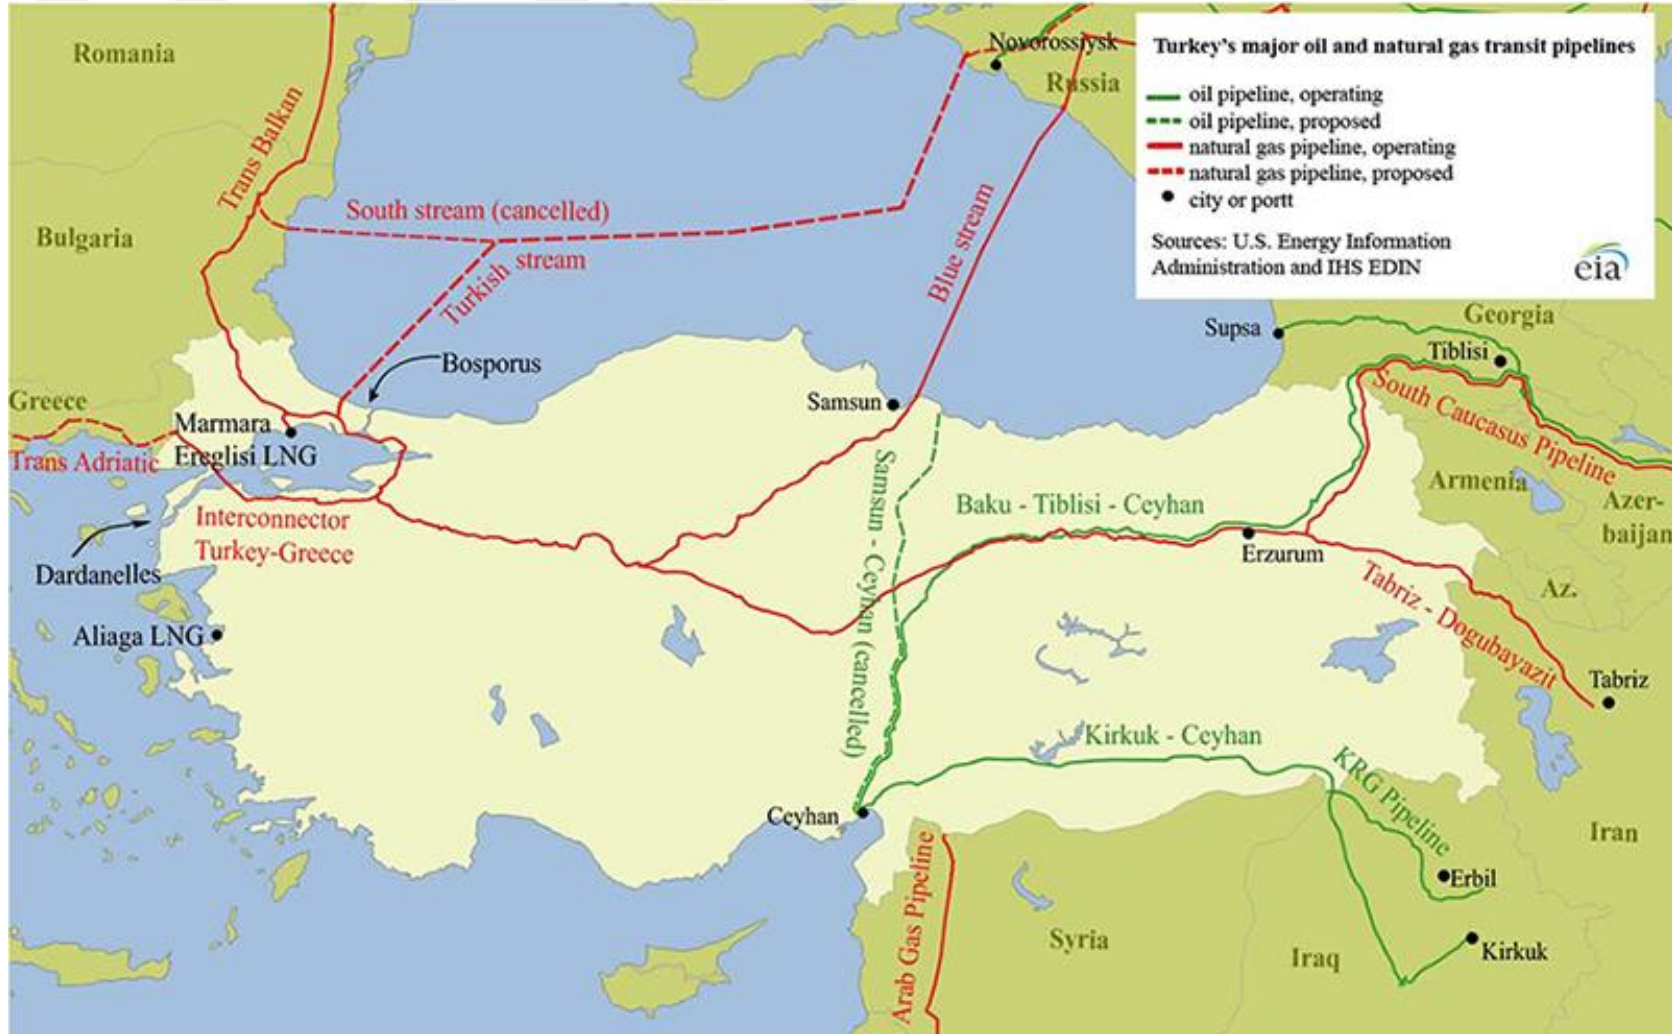 Romania
Novorossiysk
Russia
Turkey's major oil and natural gas transit pipelines
oil pipeline, operating
oil pipeline, proposed
natural gas pipeline, operating
natural gas pipeline, proposed
city or portt
Sources: U.S. Energy Information
Administration and IHS EDIN
eia
Trans Balkan
Bulgaria
South stream (cancelled)
Turkish stream
Blue stream
Georgia
Supsa
Tiblisi
Bosporus
South Caucasus Pipeline
Greece
Samsun
Marmara
Ereglisi LNG
Trans Adriatic
Armenia
Azer-
baijan
Samsun - Ceyhan (cancelled)
Baku - Tiblisi - Ceyhan
Interconnector
Turkey-Greece
Erzurum
Dardanelles
Tabriz - Dogubayazit
Az.
Aliaga LNG
Tabriz
Kirkuk - Ceyhan
KRG Pipeline
Ceyhan
Iran
Arab Gas Pipeline
Erbil
Syria
Iraq
Kirkuk